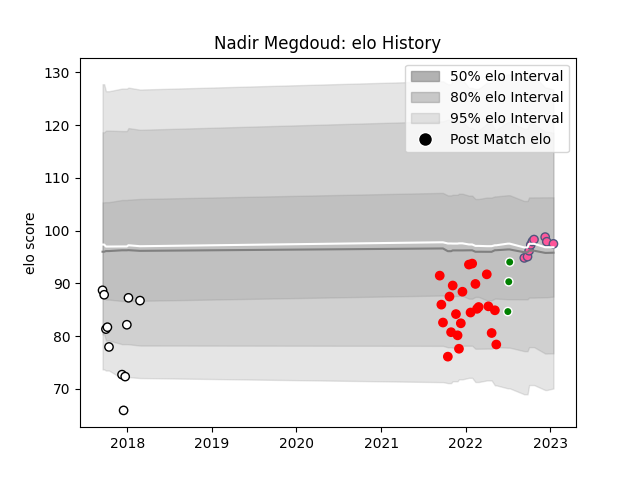 Nadir Megdoud: elo History
50% elo Interval
80% elo Interval
95% elo Interval
Post Match elo
elo score
130
120
110
100
90
80
70
2018 2019 2020 2021 2022 2023